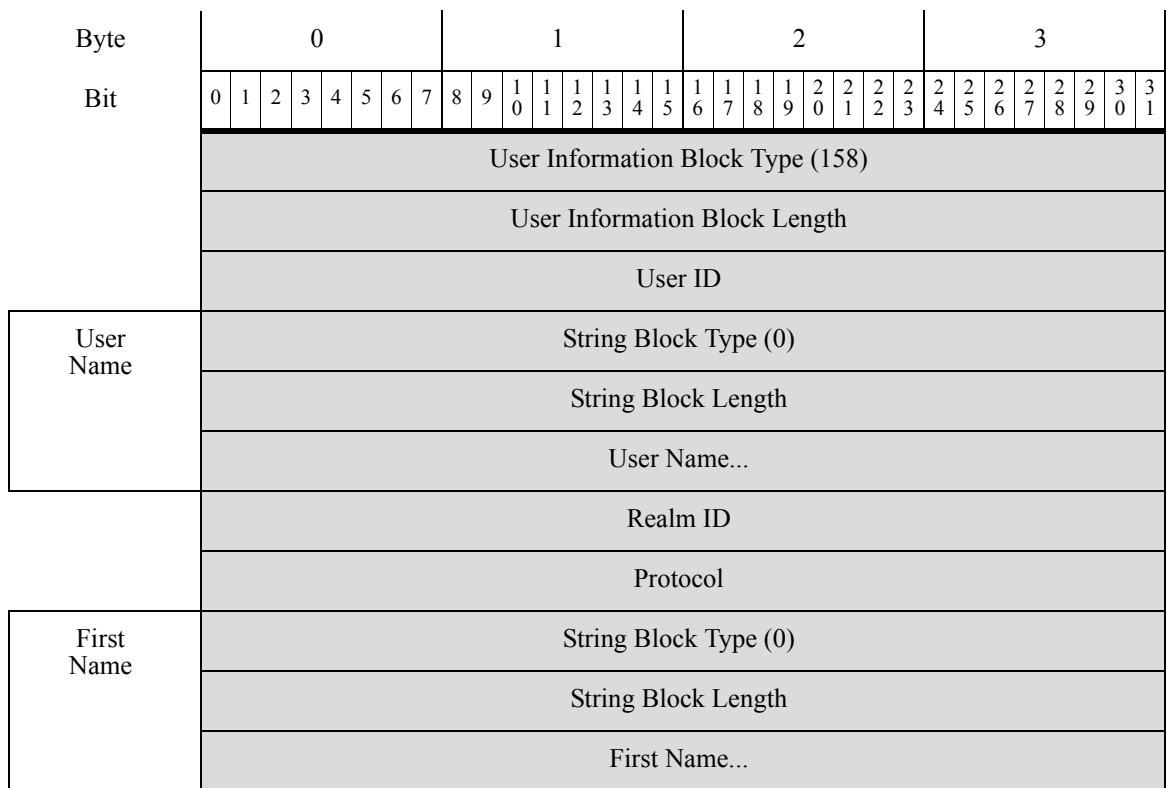 Byte 0 1 2 3
Bit 0 1 2 3 4 5 6 7 8 9 10 11 12 13 14 15 16 17 18 19 20 21 22 23 24 25 26 27 28 29 30 31
User Information Block Type (158)
User Information Block Length
User ID
User
Name
String Block Type (0)
String Block Length
User Name...
Realm ID
Protocol
First
Name
String Block Type (0)
String Block Length
First Name...